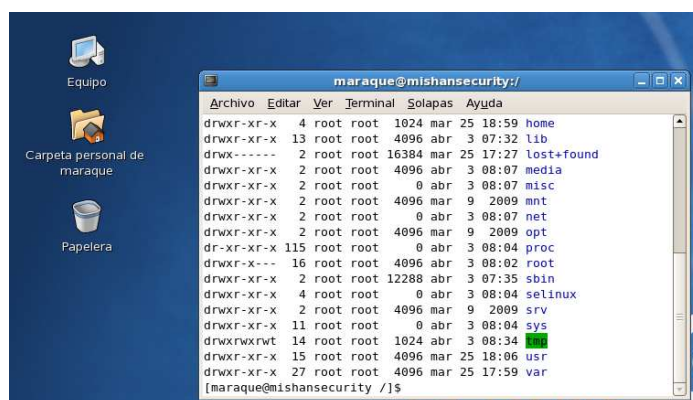 Equipo
Carpeta personal de
maraque
Papelera
maraque@mishansecurity:/
Archivo Editar Ver Terminal Solapas Ayuda
drwxr-xr-x 4 root root 1024 mar 25 18:59 home
drwxr-xr-x 13 root root 4096 abr 3 07:32 lib
drwx------ 2 root root 16384 mar 25 17:27 lost+found
drwxr-xr-x 2 root root 4096 abr 3 08:07 media
drwxr-xr-x 2 root root 0 abr 3 08:07 misc
drwxr-xr-x 2 root root 4096 mar 9 2009 mnt
drwxr-xr-x 2 root root 0 abr 3 08:07 net
drwxr-xr-x 2 root root 4096 mar 9 2009 opt
dr-xr-xr-x 115 root root 0 abr 3 08:04 proc
drwxr-x--- 16 root root 4096 abr 3 08:02 root
drwxr-xr-x 2 root root 12288 abr 3 07:35 sbin
drwxr-xr-x 4 root root 0 abr 3 08:04 selinux
drwxr-xr-x 2 root root 4096 mar 9 2009 srv
drwxr-xr-x 11 root root 0 abr 3 08:04 sys
drwxrwxrwt 14 root root 1024 abr 3 08:34 tmp
drwxr-xr-x 15 root root 4096 mar 25 18:06 usr
drwxr-xr-x 27 root root 4096 mar 25 17:59 var
[maraque@mishansecurity /]$